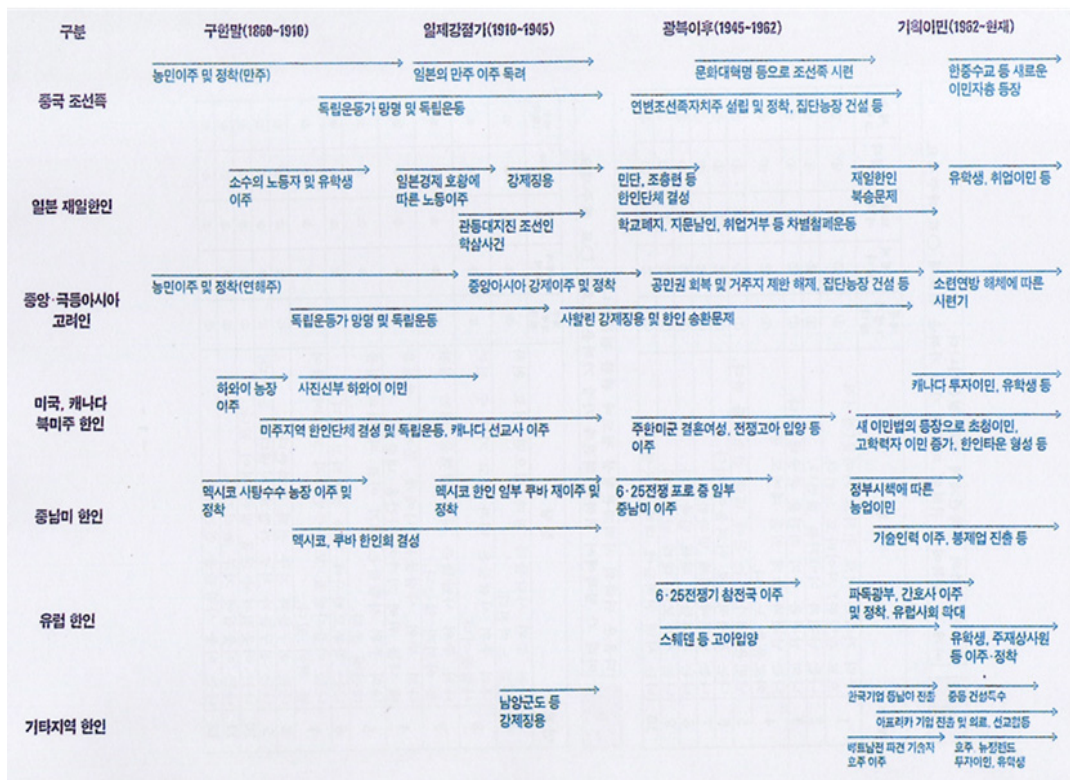 구분
구한말(1860~1910)
일제강점기(1910~1945)
광복이후(1945~1962)
기획이민(1962~현재)
중국 조선족
농민이주 및 정착(만주)
일본의 만주 이주 독려
문화대혁명 등으로 조선족 시련
한중수교 등 새로운
이민자층 등장
독립운동가 망명 및 독립운동
연변조선족자치주 설립 및 정착, 집단농장 건설 등
일본 재일한인
소수의 노동자 및 유학생
이주
일본경제 호황에
따른 노동이주
강제징용
민단, 조총련 등
한인단체 결성
재일한인
북송문제
유학생, 취업이민 등
관동대지진 조선인
학살사건
학교폐지, 지문날인, 취업거부 등 차별철폐운동
중앙·극동아시아
고려인
농민이주 및 정착(연해주)
중앙아시아 강제이주 및 정착
공민권 회복 및 거주지 제한 해제, 집단농장 건설 등
소련연방 해체에 따른
시련기
독립운동가 망명 및 독립운동
사할린 강제징용 및 한인 송환문제
미국, 캐나다
북미주 한인
하와이 농장
이주
사진신부 하와이 이민
캐나다 투자이민, 유학생 등
미주지역 한인단체 결성 및 독립운동, 캐나다 선교사 이주
주한미군 결혼여성, 전쟁고아 입양 등
이주
새 이민법의 등장으로 초청이민,
고학력자 이민 증가, 한인타운 형성 등
중남미 한인
멕시코 사탕수수 농장 이주 및
정착
멕시코 한인 일부 쿠바 재이주 및
정착
6·25전쟁 포로 중 일부
중남미 이주
정부시책에 따른
농업이민
멕시코, 쿠바 한인회 결성
기술인력 이주, 봉제업 진출 등
유럽 한인
6·25전쟁기 참전국 이주
파독광부, 간호사 이주
및 정착, 유럽사회 확대
스웨덴 등 고아입양
유학생, 주재상사원
등 이주·정착
기타지역 한인
남양군도 등
강제징용
한국기업 동남아 진출
중동 건설특수
아프리카 기업 진출 및 의료, 선교활동
베트남전 파견 기술자
호주 이주
호주, 뉴질랜드
투자이민, 유학생